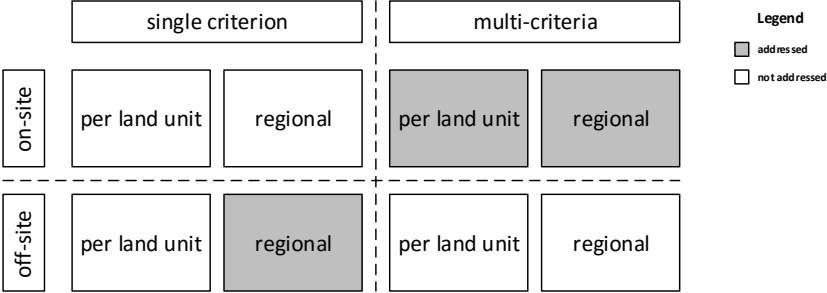 single criterion
multi-criteria
Legend
addressed
not addressed
on-site
per land unit
regional
per land unit
regional
off-site
per land unit
regional
per land unit
regional